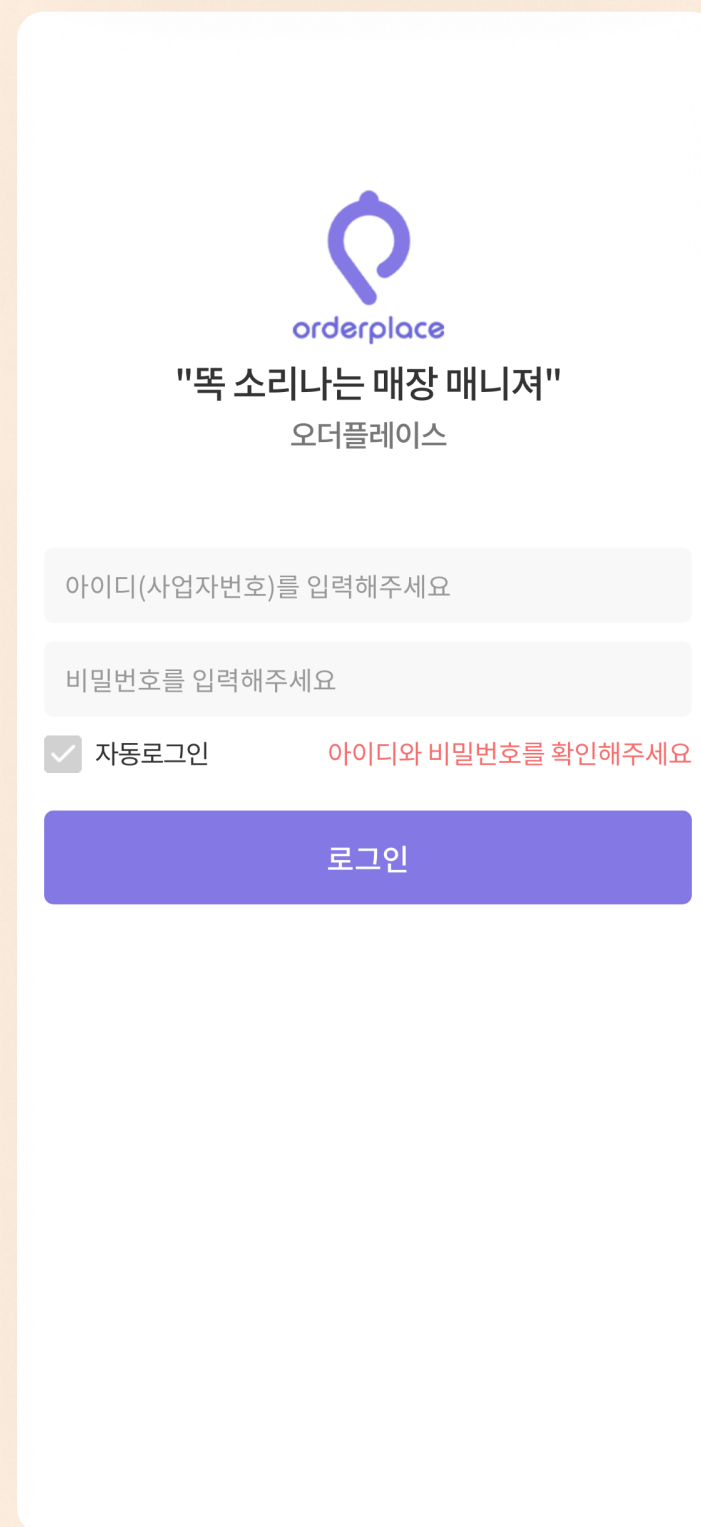 orderplace
"똑 소리나는 매장 매니져"
오더플레이스
아이디(사업자번호)를 입력해주세요
비밀번호를 입력해주세요
자동로그인 아이디와 비밀번호를 확인해주세요
로그인